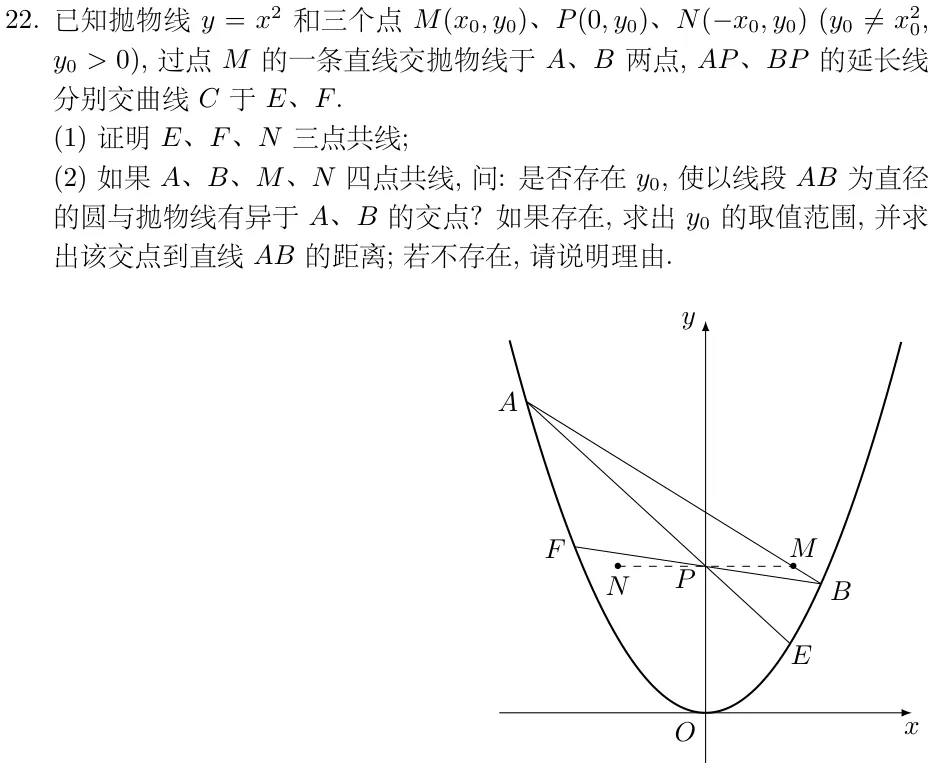 22. 已知抛物线 y = x² 和三个点 M(x₀, y₀)、P(0, y₀)、N(−x₀, y₀) (y₀ ≠ x₀²,
y₀ > 0), 过点 M 的一条直线交抛物线于 A、B 两点, AP、BP 的延长线
分别交曲线 C 于 E、F.
(1) 证明 E、F、N 三点共线;
(2) 如果 A、B、M、N 四点共线, 问: 是否存在 y₀, 使以线段 AB 为直径
的圆与抛物线有异于 A、B 的交点? 如果存在, 求出 y₀ 的取值范围, 并求
出该交点到直线 AB 的距离; 若不存在, 请说明理由.
y
A
F
M
N
P
B
E
O
x